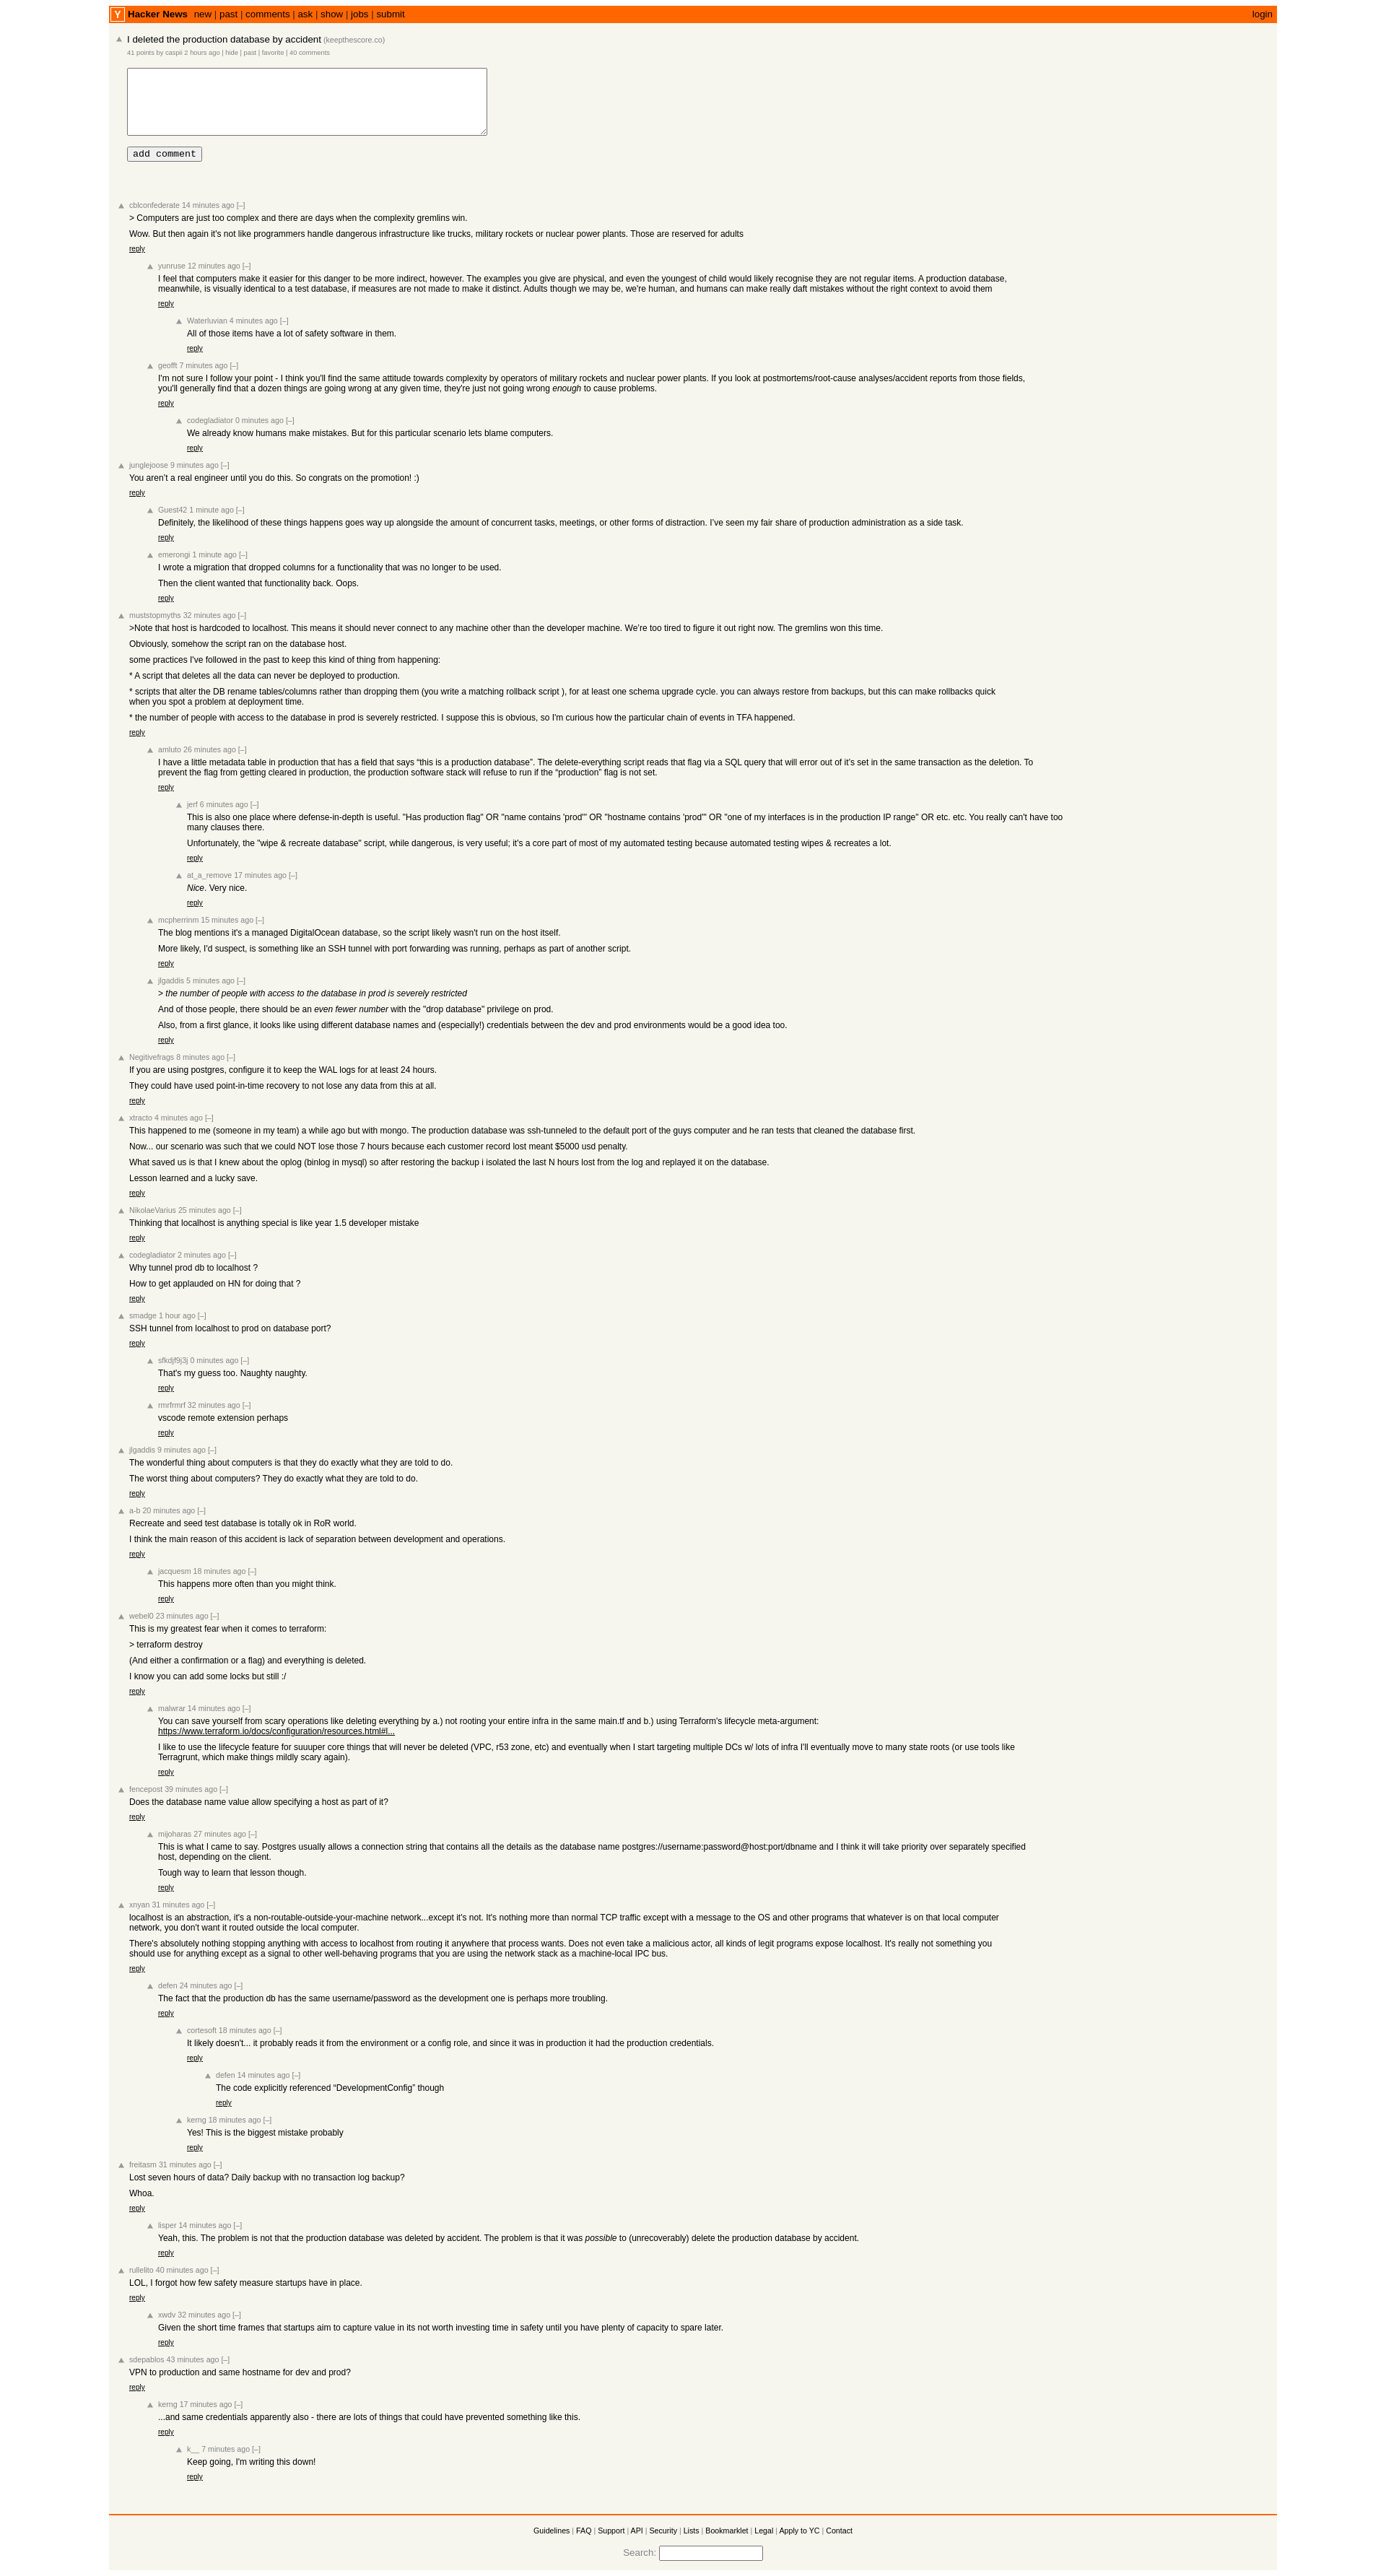 Y Hacker News new | past | comments | ask | show | jobs | submit login
I deleted the production database by accident (keepthescore.co)
41 points by caspii 2 hours ago | hide | past | favorite | 40 comments
add comment
cblconfederate 14 minutes ago [–]
> Computers are just too complex and there are days when the complexity gremlins win.
Wow. But then again it's not like programmers handle dangerous infrastructure like trucks, military rockets or nuclear power plants. Those are reserved for adults
reply
yunruse 12 minutes ago [–]
I feel that computers make it easier for this danger to be more indirect, however. The examples you give are physical, and even the youngest of child would likely recognise they are not regular items. A production database,
meanwhile, is visually identical to a test database, if measures are not made to make it distinct. Adults though we may be, we're human, and humans can make really daft mistakes without the right context to avoid them
reply
Waterluvian 4 minutes ago [–]
All of those items have a lot of safety software in them.
reply
geofft 7 minutes ago [–]
I'm not sure I follow your point - I think you'll find the same attitude towards complexity by operators of military rockets and nuclear power plants. If you look at postmortems/root-cause analyses/accident reports from those fields,
you'll generally find that a dozen things are going wrong at any given time, they're just not going wrong enough to cause problems.
reply
codegladiator 0 minutes ago [–]
We already know humans make mistakes. But for this particular scenario lets blame computers.
reply
junglejoose 9 minutes ago [–]
You aren't a real engineer until you do this. So congrats on the promotion! :)
reply
Guest42 1 minute ago [–]
Definitely, the likelihood of these things happens goes way up alongside the amount of concurrent tasks, meetings, or other forms of distraction. I've seen my fair share of production administration as a side task.
reply
emerongi 1 minute ago [–]
I wrote a migration that dropped columns for a functionality that was no longer to be used.
Then the client wanted that functionality back. Oops.
reply
muststopmyths 32 minutes ago [–]
>Note that host is hardcoded to localhost. This means it should never connect to any machine other than the developer machine. We're too tired to figure it out right now. The gremlins won this time.
Obviously, somehow the script ran on the database host.
some practices I've followed in the past to keep this kind of thing from happening:
* A script that deletes all the data can never be deployed to production.
* scripts that alter the DB rename tables/columns rather than dropping them (you write a matching rollback script ), for at least one schema upgrade cycle. you can always restore from backups, but this can make rollbacks quick
when you spot a problem at deployment time.
* the number of people with access to the database in prod is severely restricted. I suppose this is obvious, so I'm curious how the particular chain of events in TFA happened.
reply
amluto 26 minutes ago [–]
I have a little metadata table in production that has a field that says “this is a production database”. The delete-everything script reads that flag via a SQL query that will error out of it's set in the same transaction as the deletion. To
prevent the flag from getting cleared in production, the production software stack will refuse to run if the “production” flag is not set.
reply
jerf 6 minutes ago [–]
This is also one place where defense-in-depth is useful. "Has production flag" OR "name contains 'prod'" OR "hostname contains 'prod'" OR "one of my interfaces is in the production IP range" OR etc. etc. You really can't have too
many clauses there.
Unfortunately, the "wipe & recreate database" script, while dangerous, is very useful; it's a core part of most of my automated testing because automated testing wipes & recreates a lot.
reply
at_a_remove 17 minutes ago [–]
Nice. Very nice.
reply
mcpherrinm 15 minutes ago [–]
The blog mentions it's a managed DigitalOcean database, so the script likely wasn't run on the host itself.
More likely, I'd suspect, is something like an SSH tunnel with port forwarding was running, perhaps as part of another script.
reply
jlgaddis 5 minutes ago [–]
> the number of people with access to the database in prod is severely restricted
And of those people, there should be an even fewer number with the "drop database" privilege on prod.
Also, from a first glance, it looks like using different database names and (especially!) credentials between the dev and prod environments would be a good idea too.
reply
Negitivefrags 8 minutes ago [–]
If you are using postgres, configure it to keep the WAL logs for at least 24 hours.
They could have used point-in-time recovery to not lose any data from this at all.
reply
xtracto 4 minutes ago [–]
This happened to me (someone in my team) a while ago but with mongo. The production database was ssh-tunneled to the default port of the guys computer and he ran tests that cleaned the database first.
Now... our scenario was such that we could NOT lose those 7 hours because each customer record lost meant $5000 usd penalty.
What saved us is that I knew about the oplog (binlog in mysql) so after restoring the backup i isolated the last N hours lost from the log and replayed it on the database.
Lesson learned and a lucky save.
reply
NikolaeVarius 25 minutes ago [–]
Thinking that localhost is anything special is like year 1.5 developer mistake
reply
codegladiator 2 minutes ago [–]
Why tunnel prod db to localhost ?
How to get applauded on HN for doing that ?
reply
smadge 1 hour ago [–]
SSH tunnel from localhost to prod on database port?
reply
sfkdjf9j3j 0 minutes ago [–]
That's my guess too. Naughty naughty.
reply
rmrfrmrf 32 minutes ago [–]
vscode remote extension perhaps
reply
jlgaddis 9 minutes ago [–]
The wonderful thing about computers is that they do exactly what they are told to do.
The worst thing about computers? They do exactly what they are told to do.
reply
a-b 20 minutes ago [–]
Recreate and seed test database is totally ok in RoR world.
I think the main reason of this accident is lack of separation between development and operations.
reply
jacquesm 18 minutes ago [–]
This happens more often than you might think.
reply
webel0 23 minutes ago [–]
This is my greatest fear when it comes to terraform:
> terraform destroy
(And either a confirmation or a flag) and everything is deleted.
I know you can add some locks but still :/
reply
malwrar 14 minutes ago [–]
You can save yourself from scary operations like deleting everything by a.) not rooting your entire infra in the same main.tf and b.) using Terraform's lifecycle meta-argument:
https://www.terraform.io/docs/configuration/resources.html#l...
I like to use the lifecycle feature for suuuper core things that will never be deleted (VPC, r53 zone, etc) and eventually when I start targeting multiple DCs w/ lots of infra I'll eventually move to many state roots (or use tools like
Terragrunt, which make things mildly scary again).
reply
fencepost 39 minutes ago [–]
Does the database name value allow specifying a host as part of it?
reply
mijoharas 27 minutes ago [–]
This is what I came to say. Postgres usually allows a connection string that contains all the details as the database name postgres://username:password@host:port/dbname and I think it will take priority over separately specified
host, depending on the client.
Tough way to learn that lesson though.
reply
xnyan 31 minutes ago [–]
localhost is an abstraction, it's a non-routable-outside-your-machine network...except it's not. It's nothing more than normal TCP traffic except with a message to the OS and other programs that whatever is on that local computer
network, you don't want it routed outside the local computer.
There's absolutely nothing stopping anything with access to localhost from routing it anywhere that process wants. Does not even take a malicious actor, all kinds of legit programs expose localhost. It's really not something you
should use for anything except as a signal to other well-behaving programs that you are using the network stack as a machine-local IPC bus.
reply
defen 24 minutes ago [–]
The fact that the production db has the same username/password as the development one is perhaps more troubling.
reply
cortesoft 18 minutes ago [–]
It likely doesn't... it probably reads it from the environment or a config role, and since it was in production it had the production credentials.
reply
defen 14 minutes ago [–]
The code explicitly referenced “DevelopmentConfig” though
reply
kerng 18 minutes ago [–]
Yes! This is the biggest mistake probably
reply
freitasm 31 minutes ago [–]
Lost seven hours of data? Daily backup with no transaction log backup?
Whoa.
reply
lisper 14 minutes ago [–]
Yeah, this. The problem is not that the production database was deleted by accident. The problem is that it was possible to (unrecoverably) delete the production database by accident.
reply
rullelito 40 minutes ago [–]
LOL, I forgot how few safety measure startups have in place.
reply
xwdv 32 minutes ago [–]
Given the short time frames that startups aim to capture value in its not worth investing time in safety until you have plenty of capacity to spare later.
reply
sdepablos 43 minutes ago [–]
VPN to production and same hostname for dev and prod?
reply
kerng 17 minutes ago [–]
...and same credentials apparently also - there are lots of things that could have prevented something like this.
reply
k__ 7 minutes ago [–]
Keep going, I'm writing this down!
reply
Guidelines | FAQ | Support | API | Security | Lists | Bookmarklet | Legal | Apply to YC | Contact
Search: